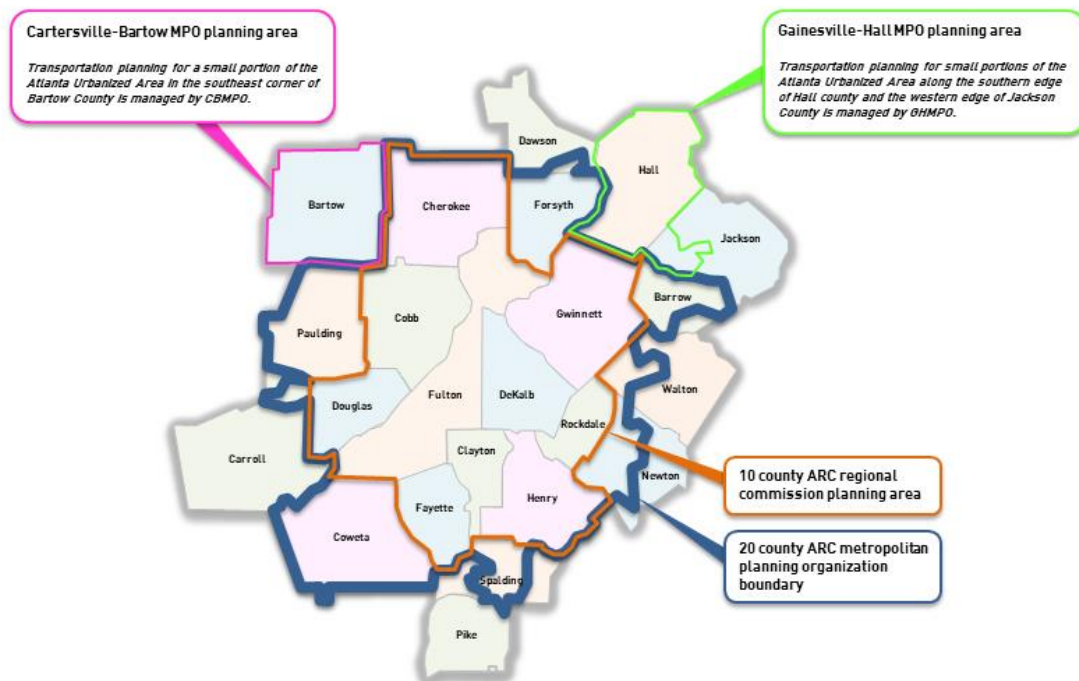 Cartersville-Bartow MPO planning area
Transportation planning for a small portion of the
Atlanta Urbanized Area in the southeast corner of
Bartow County is managed by CBMPO.
Gainesville-Hall MPO planning area
Transportation planning for small portions of the
Atlanta Urbanized Area along the southern edge
of Hall county and the western edge of Jackson
County is managed by GHMPO.
Dawson
Hall
Bartow
Cherokee
Forsyth
Jackson
Barrow
Cobb
Gwinnett
Paulding
Walton
Fulton
DeKalb
Douglas
Rockdale
Clayton
Carroll
Newton
Henry
Fayette
Coweta
Spalding
Pike
10 county ARC regional
commission planning area
20 county ARC metropolitan
planning organization
boundary